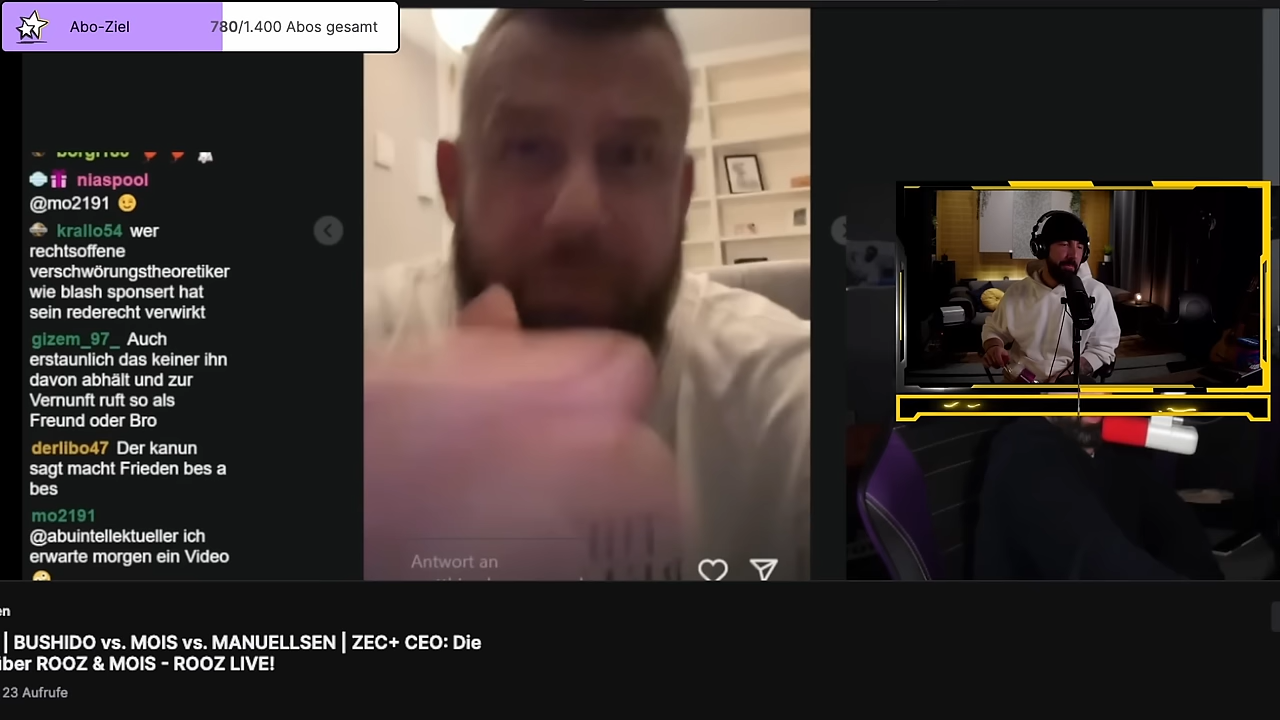 Abo-Ziel
780/1.400 Abos gesamt
niaspool
@mo2191
krallo54 wer
rechtsoffene
verschwörungstheoretiker
wie blash sponsert hat
sein rederecht verwirkt
gizem_97_ Auch
erstaunlich das keiner ihn
davon abhält und zur
Vernunft ruft so als
Freund oder Bro
derlibo47 Der kanun
sagt macht Frieden bes a
bes
mo2191
@abuintellektueller ich
erwarte morgen ein Video
Antwort an
en
| BUSHIDO vs. MOIS vs. MANUELLSEN | ZEC+ CEO: Die
über ROOZ & MOIS - ROOZ LIVE!
23 Aufrufe